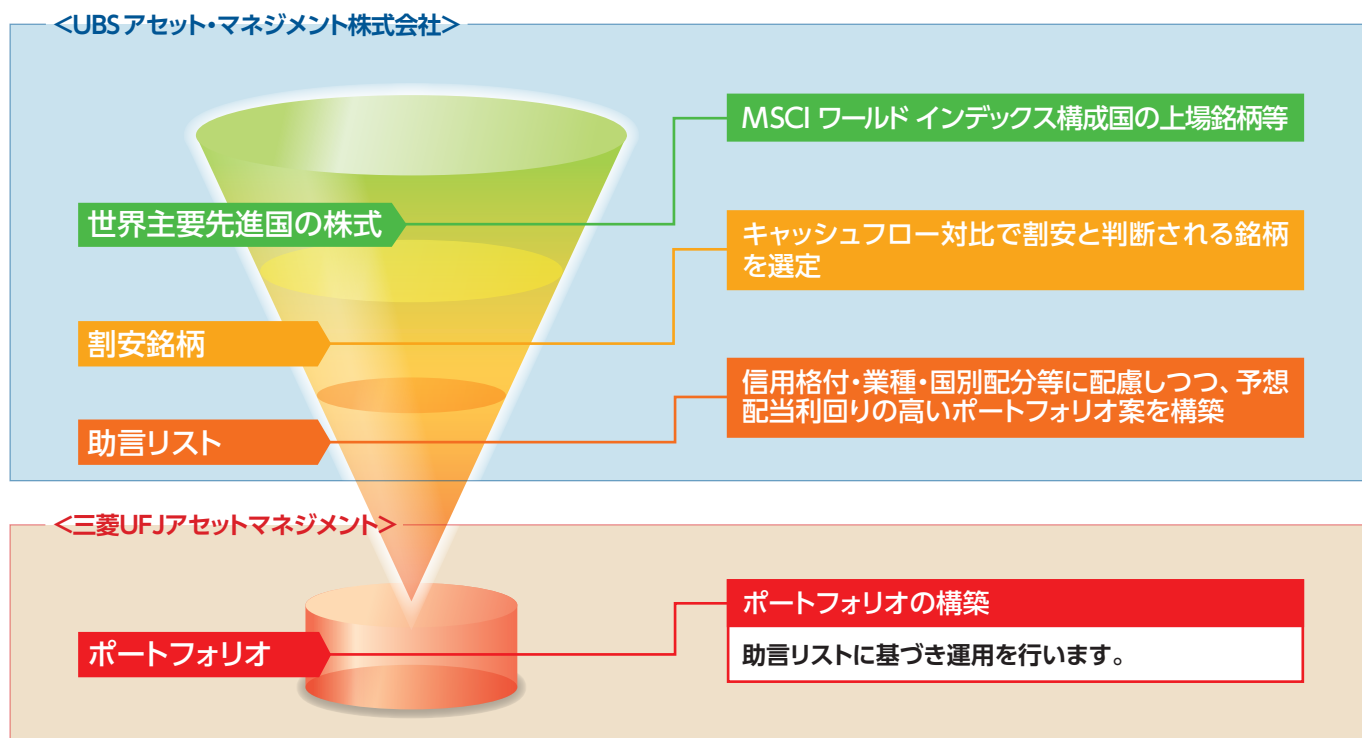 <UBSアセット・マネジメント株式会社>
MSCI ワールド インデックス構成国の上場銘柄等
世界主要先進国の株式
キャッシュフロー対比で割安と判断される銘柄
を選定
割安銘柄
信用格付・業種・国別配分等に配慮しつつ、予想
配当利回りの高いポートフォリオ案を構築
助言リスト
<三菱UFJアセットマネジメント>
ポートフォリオの構築
ポートフォリオ
助言リストに基づき運用を行います。